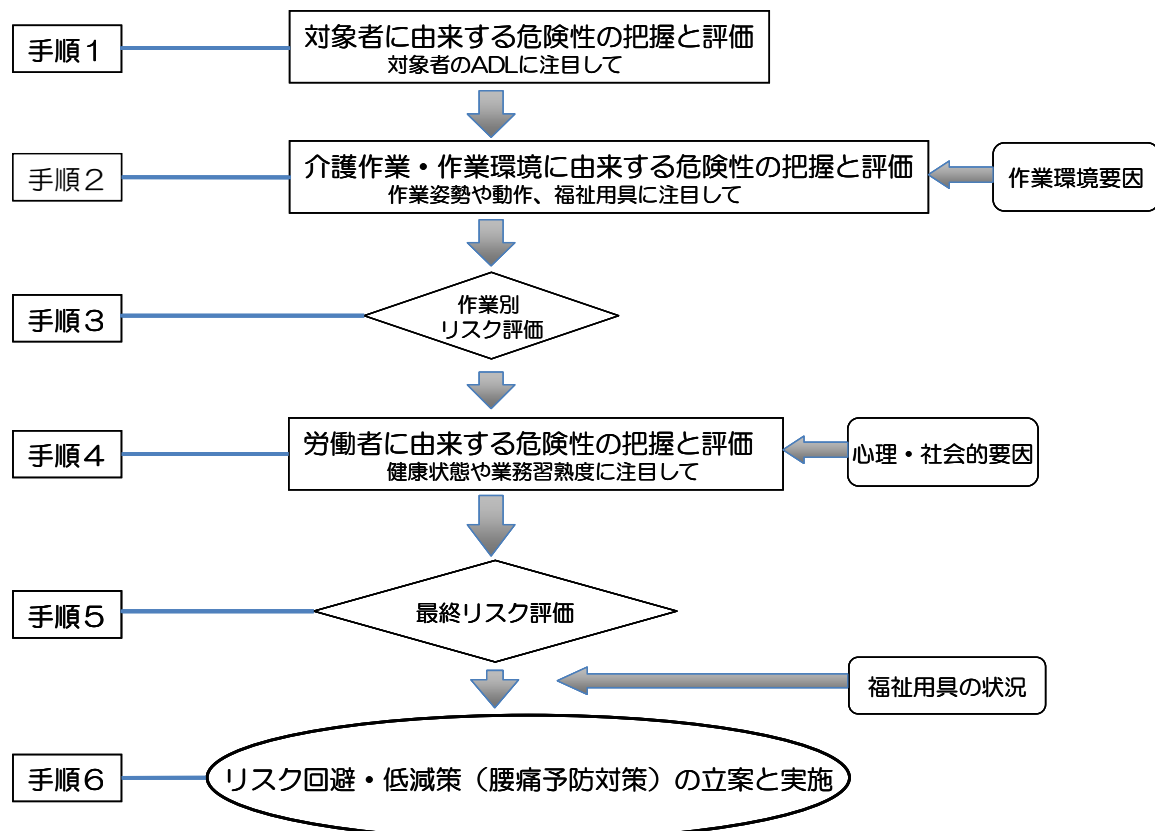 手順１
対象者に由来する危険性の把握と評価
対象者のADLに注目して
手順２
介護作業・作業環境に由来する危険性の把握と評価
作業姿勢や動作、福祉用具に注目して
作業環境要因
手順３
作業別
リスク評価
手順４
労働者に由来する危険性の把握と評価
健康状態や業務習熟度に注目して
心理・社会的要因
手順５
最終リスク評価
福祉用具の状況
手順６
リスク回避・低減策（腰痛予防対策）の立案と実施